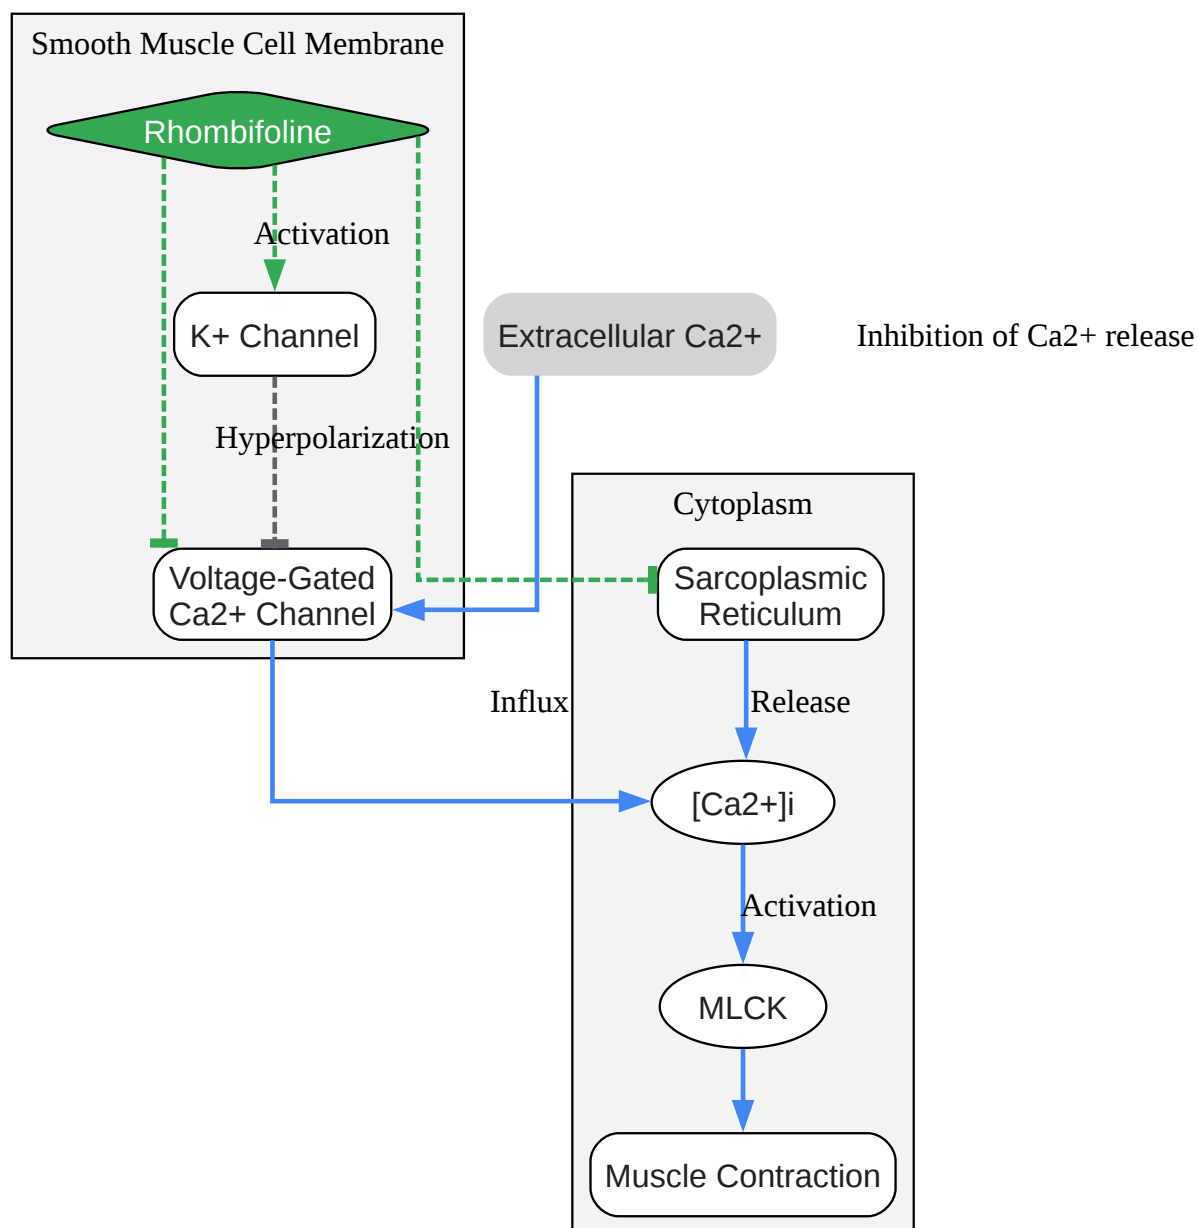 Smooth Muscle Cell Membrane
Rhombifoline
Activation
K+ Channel
Extracellular Ca2+
Inhibition of Ca2+ release
Hyperpolarization
Cytoplasm
Voltage-Gated
Ca2+ Channel
Sarcoplasmic
Reticulum
Influx
Release
[Ca2+]i
Activation
MLCK
Muscle Contraction